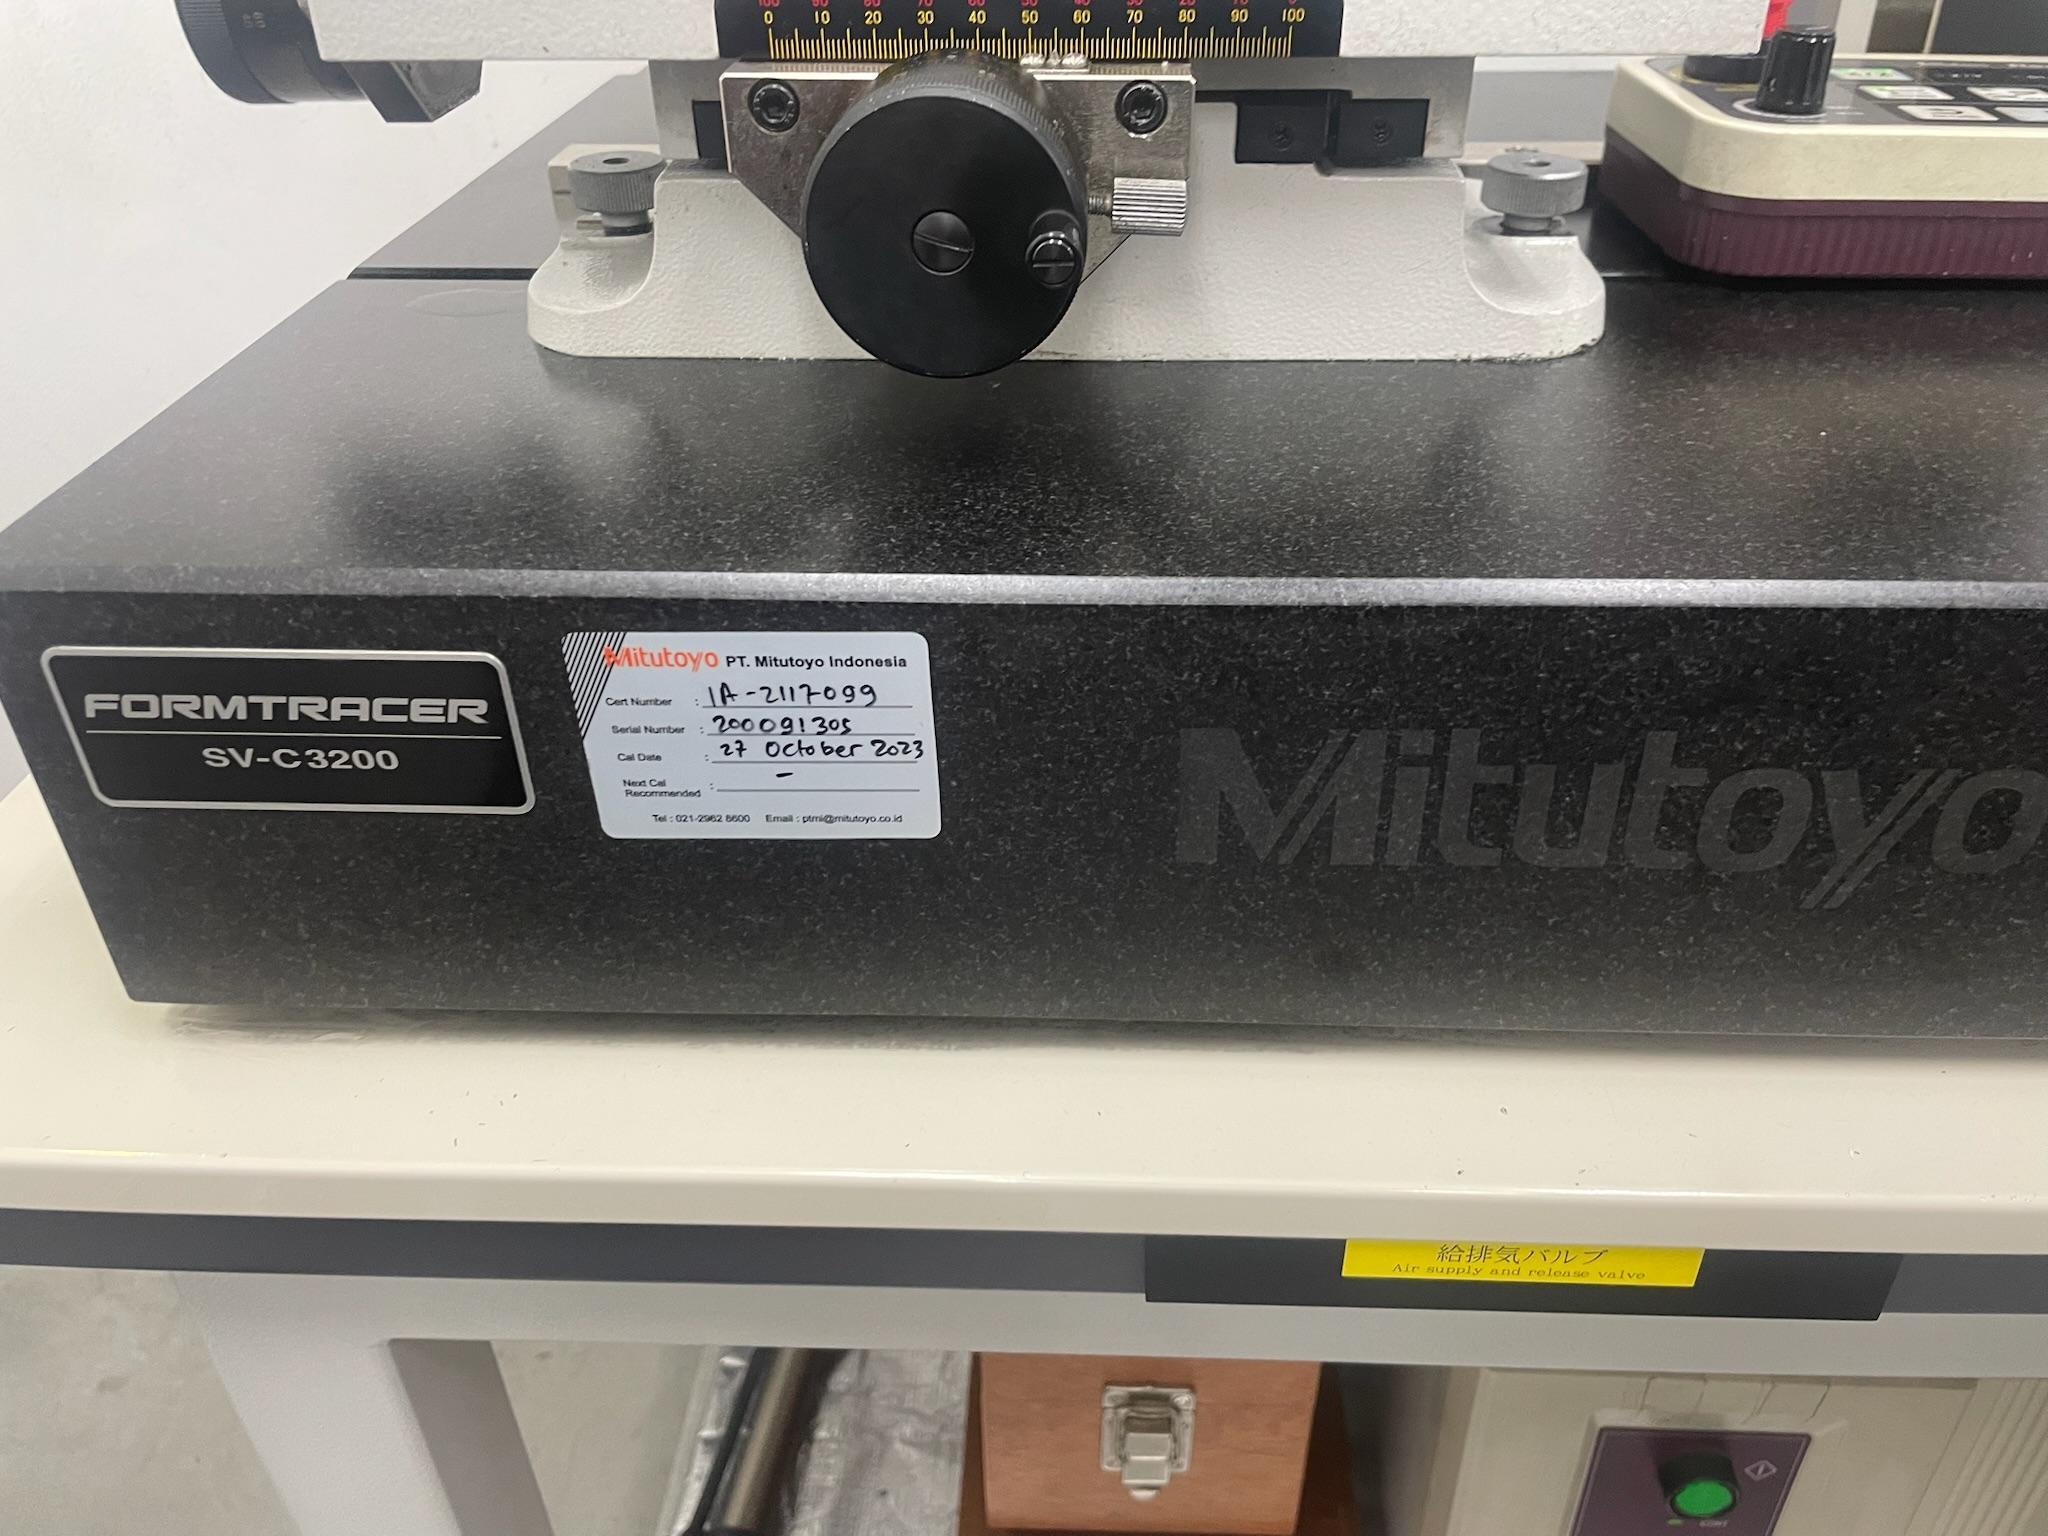 0 10 20 30 40 50 60 70 80 90 100
FORMTRACER
SV-C3200
Mitutoyo PT. Mitutoyo Indonesia
Cert Number : IA-2117099
Serial Number : 200091305
Cal Date : 27 October 2023
Next Cal : -
Recommended
Tel : 021-2962 8600 Email : ptmi@mitutoyo.co.id
Mitutoyo
給排気バルブ
Air supply and release valve